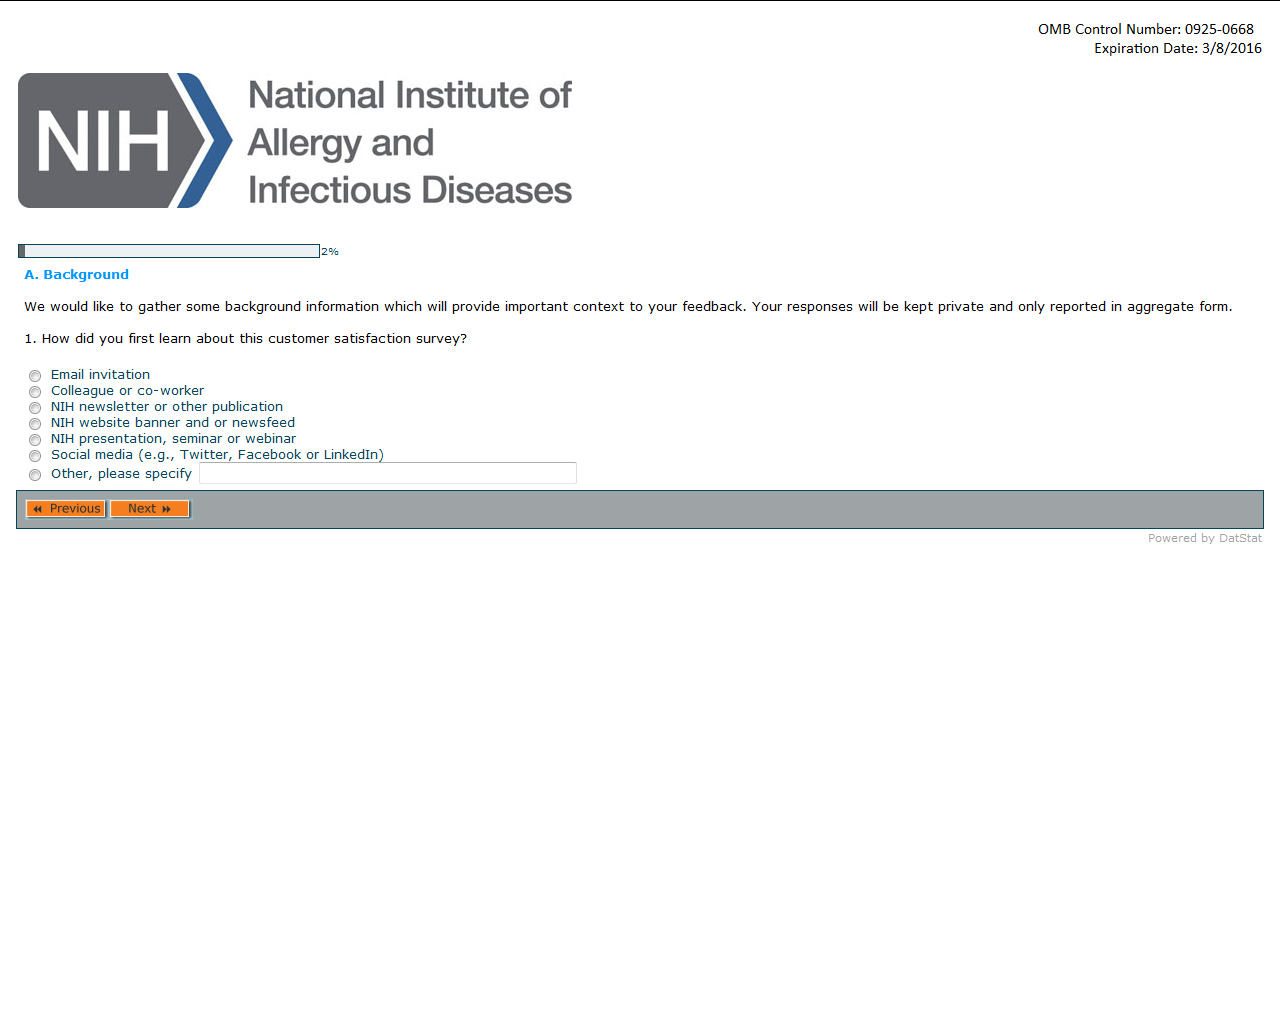 OMB Control Number: 0925-0668
Expiration Date: 3/8/2016
NIH
National Institute of
Allergy and
Infectious Diseases
2%
A. Background
We would like to gather some background information which will provide important context to your feedback. Your responses will be kept private and only reported in aggregate form.
1. How did you first learn about this customer satisfaction survey?
Email invitation
Colleague or co-worker
NIH newsletter or other publication
NIH website banner and or newsfeed
NIH presentation, seminar or webinar
Social media (e.g., Twitter, Facebook or LinkedIn)
Other, please specify
Previous Next
Powered by DatStat